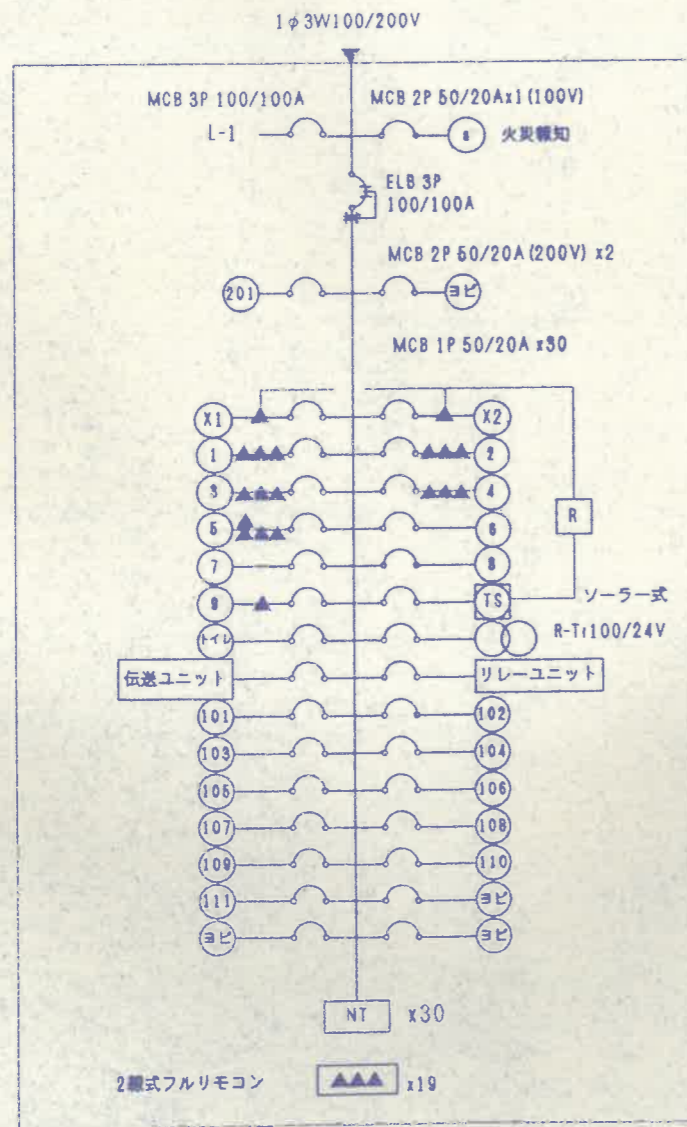 1φ3W100/200V
MCB 3P 100/100A
MCB 2P 50/20Ax1(100V)
L-1
火災報知
ELB 3P
100/100A
MCB 2P 50/20A(200V) x2
201
ヨビ
MCB 1P 50/20A x30
X1 X2
1 2
3 4
R
5 6
7 8
9 TS ソーラー式
トイレ R-Tr100/24V
伝送ユニット リレーユニット
101 102
103 104
105 106
107 108
109 110
111 ヨビ
ヨビ ヨビ
NT x30
2線式フルリモコン x19